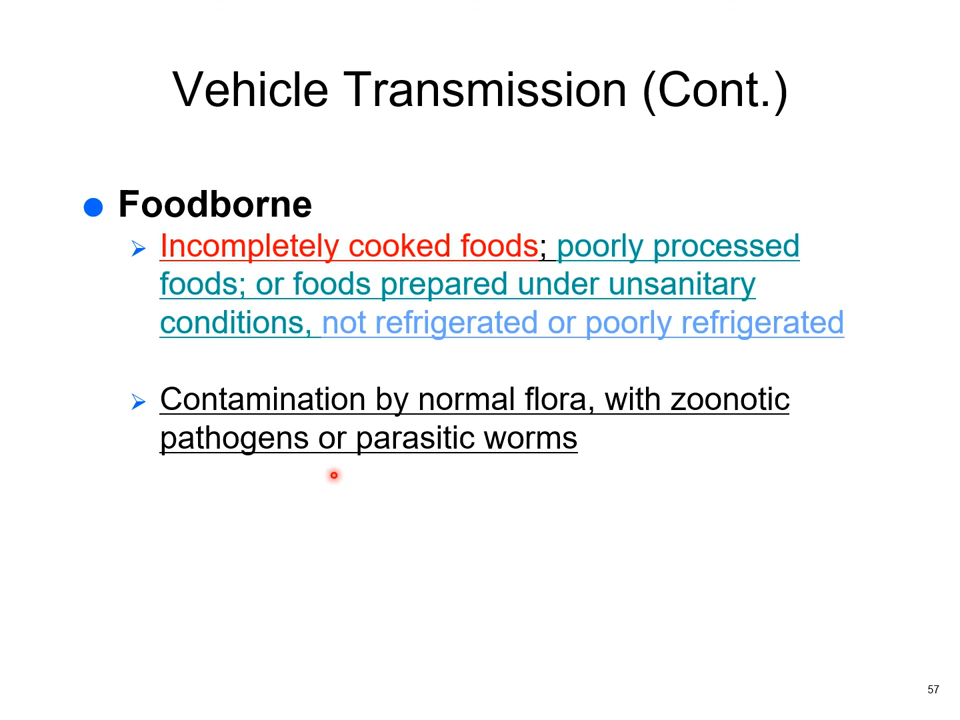 Vehicle Transmission (Cont.)
Foodborne
Incompletely cooked foods; poorly processed
foods; or foods prepared under unsanitary
conditions, not refrigerated or poorly refrigerated
Contamination by normal flora, with zoonotic
pathogens or parasitic worms
57